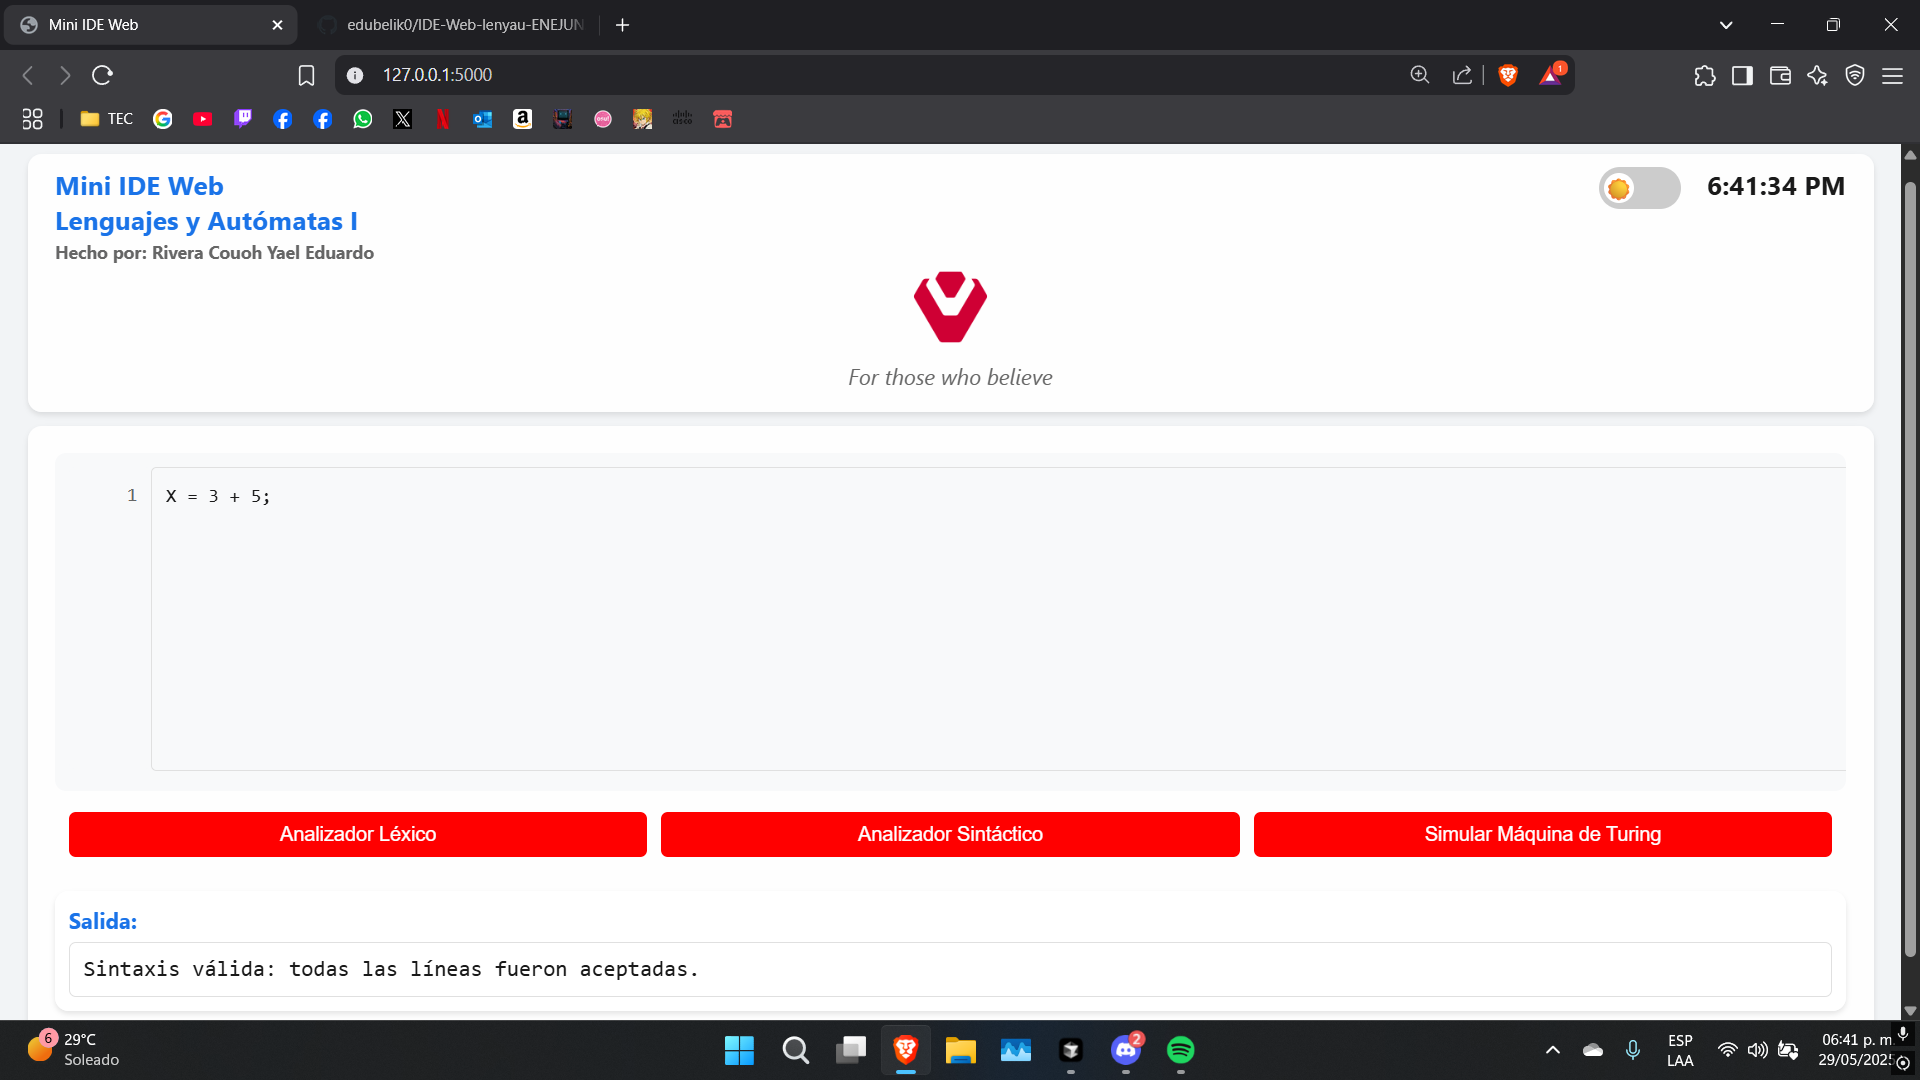 Mini IDE Web
edubelik0/IDE-Web-lenyau-ENEJUN
127.0.0.1:5000
1
TEC
Mini IDE Web
Lenguajes y Autómatas I
Hecho por: Rivera Couoh Yael Eduardo
6:41:34 PM
For those who believe
1
X = 3 + 5;
Analizador Léxico
Analizador Sintáctico
Simular Máquina de Turing
Salida:
Sintaxis válida: todas las líneas fueron aceptadas.
6
29°C
Soleado
2
ESP
LAA
06:41 p. m.
29/05/2025